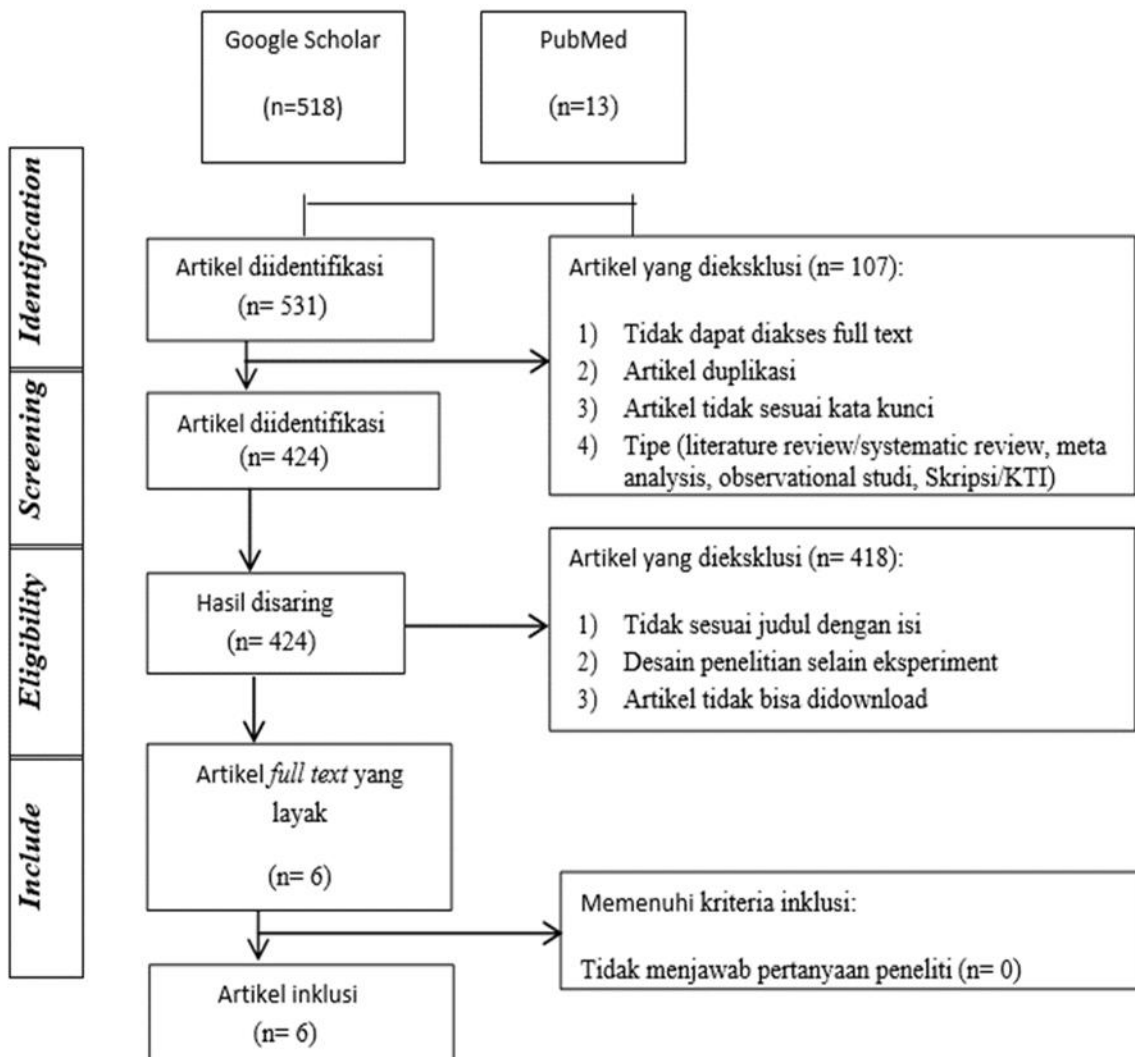 Google Scholar
(n=518)
PubMed
(n=13)
Identification
Artikel diidentifikasi
(n= 531)
Artikel yang dieksklusi (n= 107):
1) Tidak dapat diakses full text
2) Artikel duplikasi
3) Artikel tidak sesuai kata kunci
4) Tipe (literature review/systematic review, meta
analysis, observational studi, Skripsi/KTI)
Screening
Artikel diidentifikasi
(n= 424)
Eligibility
Hasil disaring
(n= 424)
Artikel yang dieksklusi (n= 418):
1) Tidak sesuai judul dengan isi
2) Desain penelitian selain eksperiment
3) Artikel tidak bisa didownload
Include
Artikel full text yang
layak
(n= 6)
Memenuhi kriteria inklusi:
Tidak menjawab pertanyaan peneliti (n= 0)
Artikel inklusi
(n= 6)